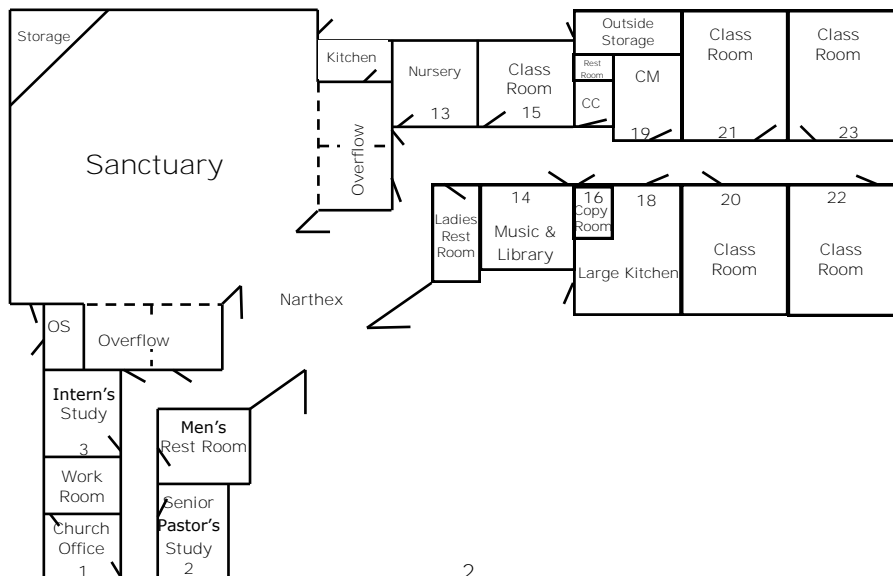 Storage
Sanctuary
Kitchen
Overflow
Nursery
13
Class
Room
15
Outside
Storage
Rest
Room
CC
CM
19
Class
Room
21
Class
Room
23
Ladies
Rest
Room
14
Music &
Library
16
Copy
Room
18
Large Kitchen
20
Class
Room
22
Class
Room
Narthex
OS
Overflow
Intern’s
Study
3
Work
Room
Church
Office
1
Men’s
Rest Room
Senior
Pastor’s
Study
2
2